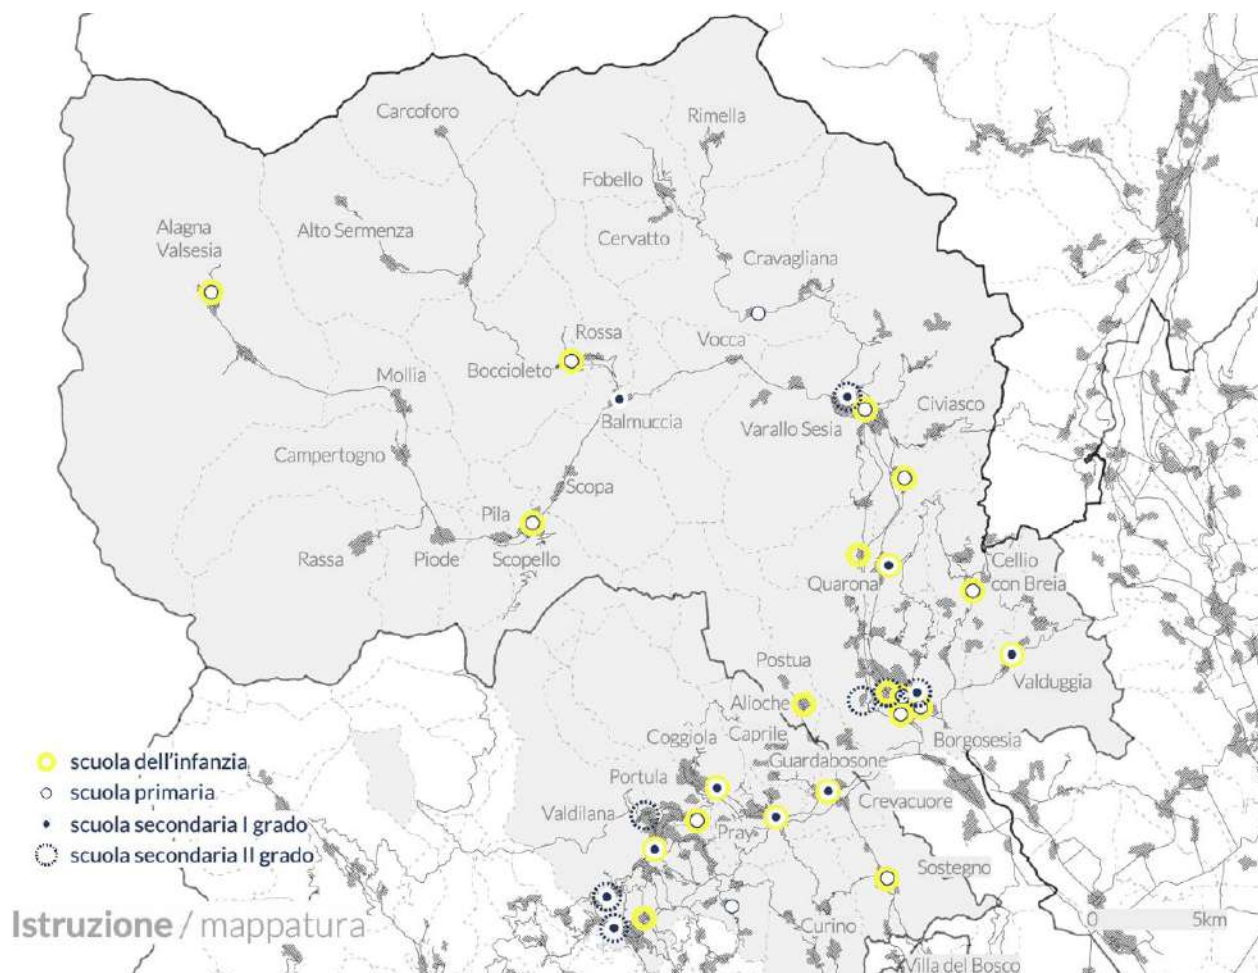 Carcoforo
Rimella
Fobello
Alagna
Valsesia
Alto Sermenza
Cervatto
Cravagliana
Rossa
Vocca
Boccioleto
Mollia
Balmuccia
Varallo Sesia
Civiasco
Campertogno
Scopa
Pila
Rassa
Piode
Scopello
Quarona
Cellio
con Breia
Postua
Valduggia
Ailoche
Coggiola
Caprile
Borgosesia
Guardabosone
Portula
Crevacuore
Valdilana
Pray
Sostegno
Curino
Villa del Bosco
scuola dell'infanzia
scuola primaria
scuola secondaria I grado
scuola secondaria II grado
Istruzione / mappatura
0 5km